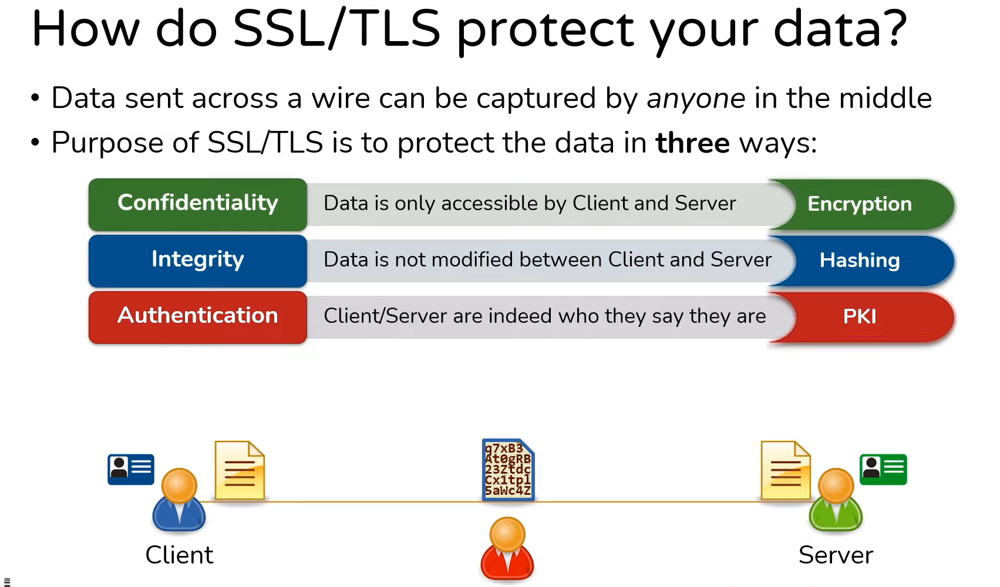 How do SSL/TLS protect your data?
• Data sent across a wire can be captured by anyone in the middle
• Purpose of SSL/TLS is to protect the data in three ways:
Confidentiality Data is only accessible by Client and Server Encryption
Integrity Data is not modified between Client and Server Hashing
Authentication Client/Server are indeed who they say they are PKI
q7xB3
At0gRB
23Ztdc
Cx1tpl
5aWc4Z
Client
Server